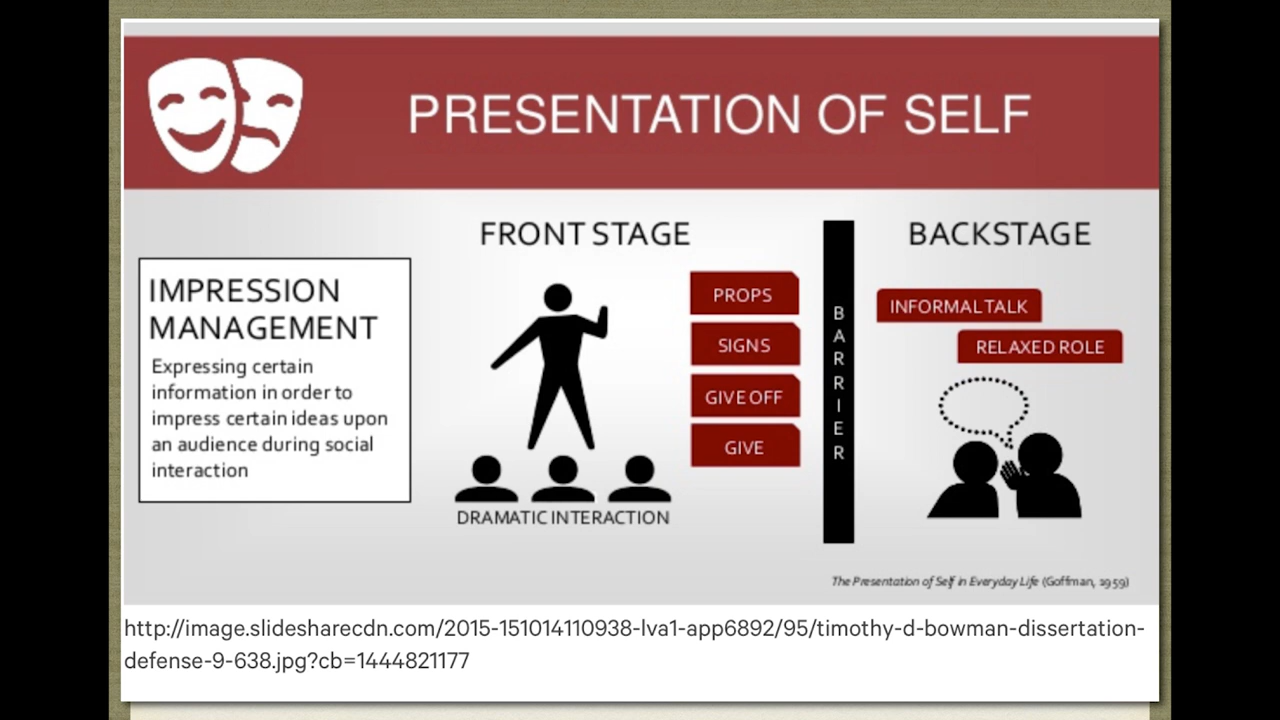 PRESENTATION OF SELF
IMPRESSION
MANAGEMENT
Expressing certain
information in order to
impress certain ideas upon
an audience during social
interaction
FRONT STAGE
PROPS
SIGNS
GIVE OFF
GIVE
DRAMATIC INTERACTION
BARRIER
BACKSTAGE
INFORMAL TALK
RELAXED ROLE
The Presentation of Self in Everyday Life (Goffman, 1959)
http://image.slidesharecdn.com/2015-151014110938-lva1-app6892/95/timothy-d-bowman-dissertation-
defense-9-638.jpg?cb=1444821177